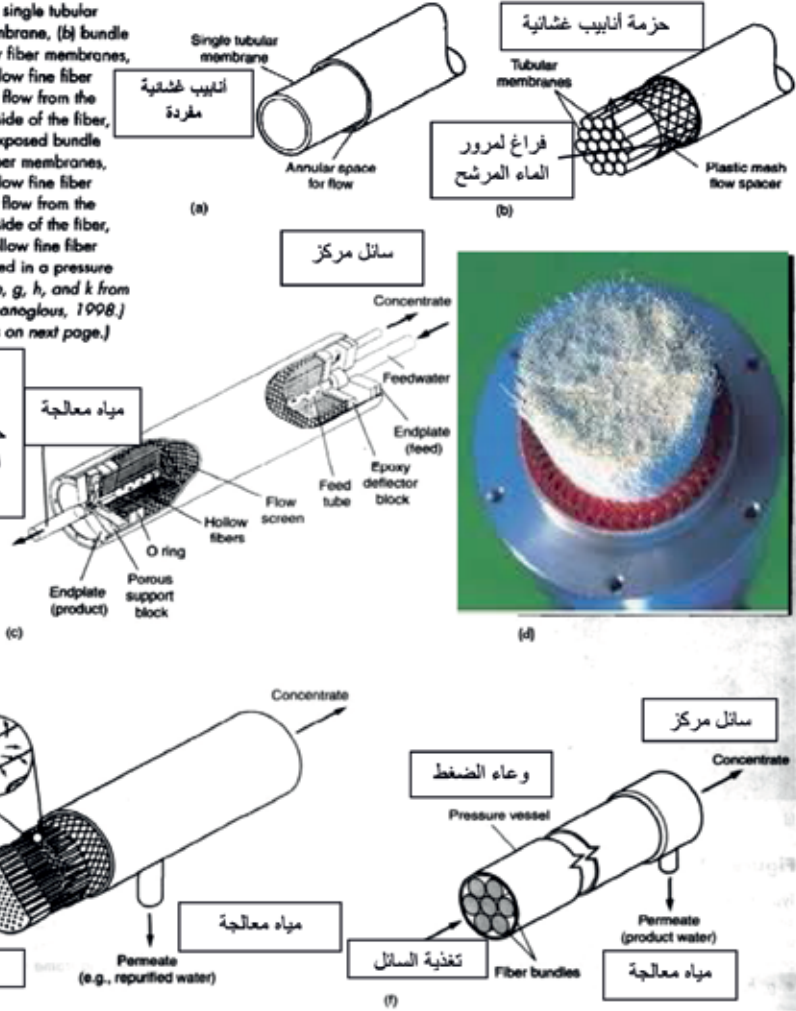 single tubular
brane, (b) bundle
r fiber membranes,
low fine fiber
flow from the
side of the fiber,
xposed bundle
ber membranes,
low fine fiber
flow from the
side of the fiber,
llow fine fiber
ed in a pressure
g, h, and k from
anoglous, 1998.)
on next page.)
Single tubular
membrane
أنابيب غشائية
مفردة
Annular space
for flow
(a)
حزمة أنابيب غشائية
Tubular
membranes
فراغ لمرور
الماء المرشح
Plastic mesh
flow spacer
(b)
سائل مركز
Concentrate
Feedwater
Endplate
(feed)
Epoxy
deflector
block
Feed
tube
Flow
screen
Hollow
fibers
O ring
Porous
support
block
Endplate
(product)
مياه معالجة
(c)
(d)
Concentrate
مياه معالجة
Permeate
(e.g., repurified water)
سائل مركز
Concentrate
وعاء الضغط
Pressure vessel
Permeate
(product water)
مياه معالجة
تغذية السائل
Fiber bundles
(f)